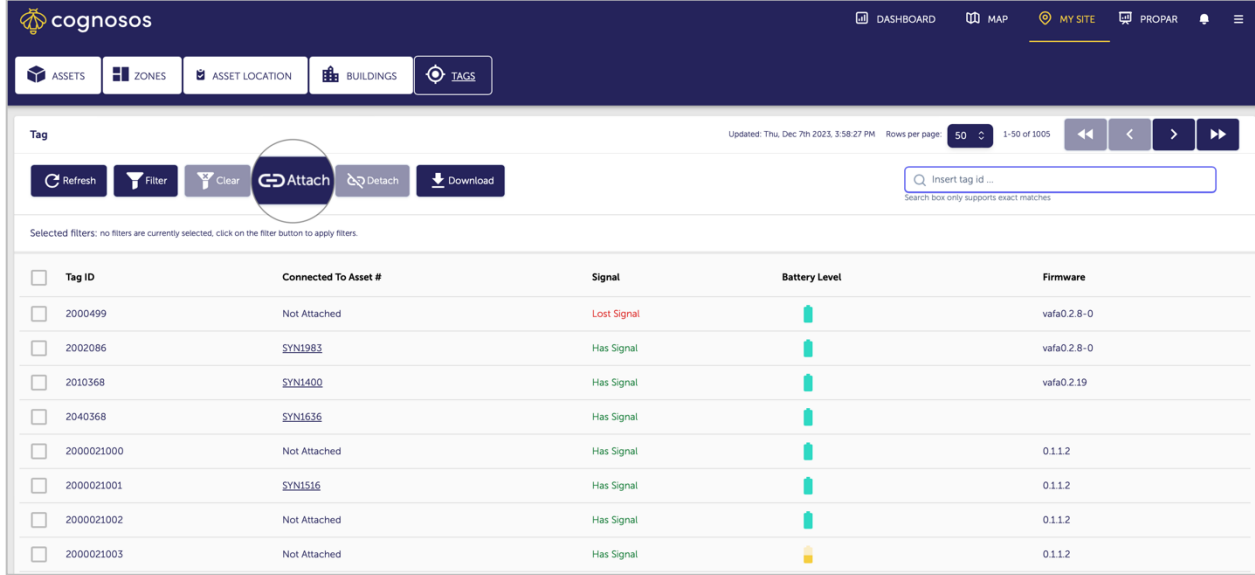 cognosos
DASHBOARD MAP MY SITE PROPAR
ASSETS ZONES ASSET LOCATION BUILDINGS TAGS
Tag Updated: Thu, Dec 7th 2023, 3:58:27 PM Rows per page: 50 1-50 of 1005
Refresh Filter Clear Attach Detach Download Insert tag id ...
Search box only supports exact matches
Selected filters: no filters are currently selected, click on the filter button to apply filters.
Tag ID Connected To Asset # Signal Battery Level Firmware
2000499 Not Attached Lost Signal vafa0.2.8-0
2002086 SYN1983 Has Signal vafa0.2.8-0
2010368 SYN1400 Has Signal vafa0.2.19
2040368 SYN1636 Has Signal
2000021000 Not Attached Has Signal 0.1.1.2
2000021001 SYN1516 Has Signal 0.1.1.2
2000021002 Not Attached Has Signal 0.1.1.2
2000021003 Not Attached Has Signal 0.1.1.2